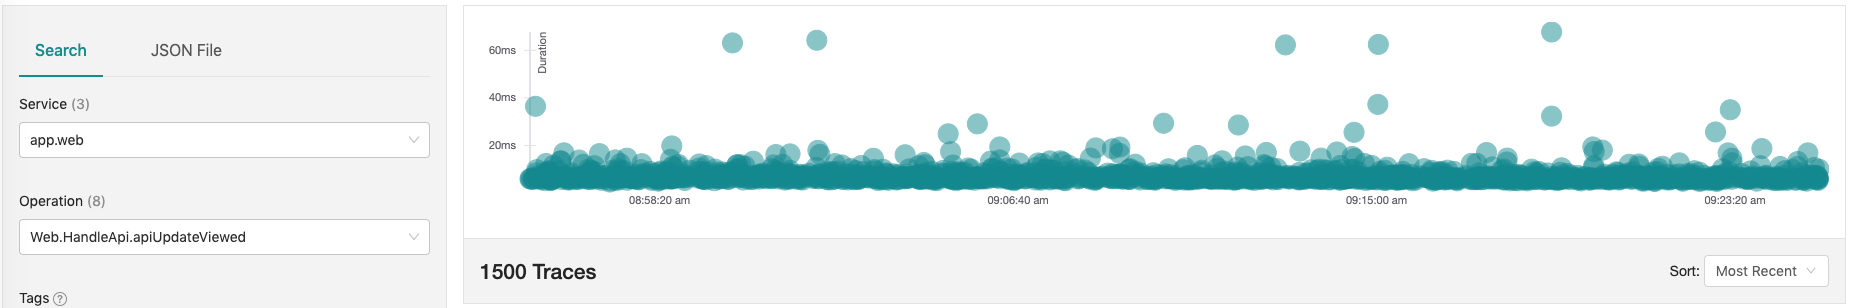 Search
JSON File
Service (3)
app.web
Operation (8)
Web.HandleApi.apiUpdateViewed
Tags ?
Duration
60ms
40ms
20ms
08:58:20 am
09:06:40 am
09:15:00 am
09:23:20 am
1500 Traces
Sort: Most Recent